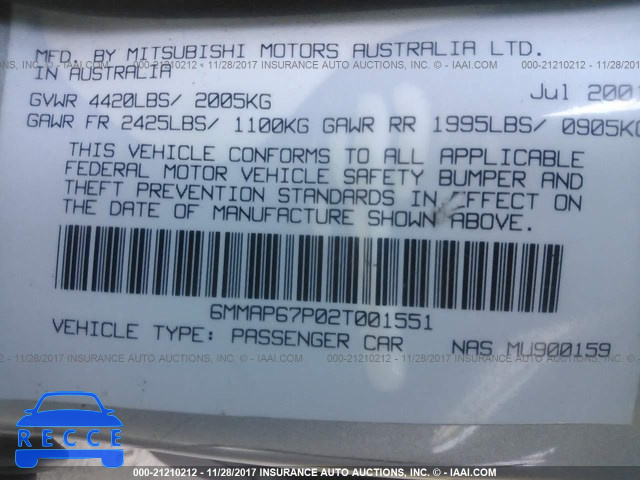 MFD. BY MITSUBISHI MOTORS AUSTRALIA LTD.
000-21210212 - 11/28/2017 INSURANCE AUTO AUCTIONS, INC. - © IAAI.COM
IN AUSTRALIA
GVWR 4420LBS/ 2005KG Jul 2001
GAWR FR 2425LBS/ 1100KG GAWR RR 1995LBS/ 0905KG
THIS VEHICLE CONFORMS TO ALL APPLICABLE
FEDERAL MOTOR VEHICLE SAFETY BUMPER AND
THEFT PREVENTION STANDARDS IN EFFECT ON
THE DATE OF MANUFACTURE SHOWN ABOVE.
6MMAP67P02T001551
VEHICLE TYPE: PASSENGER CAR NAS MW900159
RECCE
000-21210212 - 11/28/2017 INSURANCE AUTO AUCTIONS, INC. - © IAAI.COM